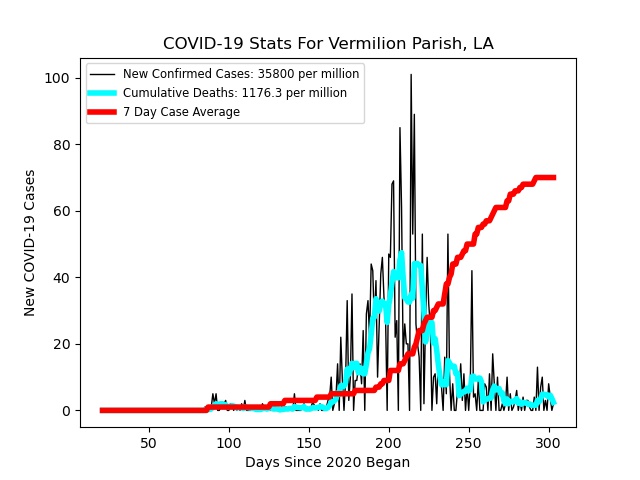 COVID-19 Stats For Vermilion Parish, LA
New Confirmed Cases: 35800 per million
Cumulative Deaths: 1176.3 per million
7 Day Case Average
New COVID-19 Cases
100
80
60
40
20
0
50 100 150 200 250 300
Days Since 2020 Began